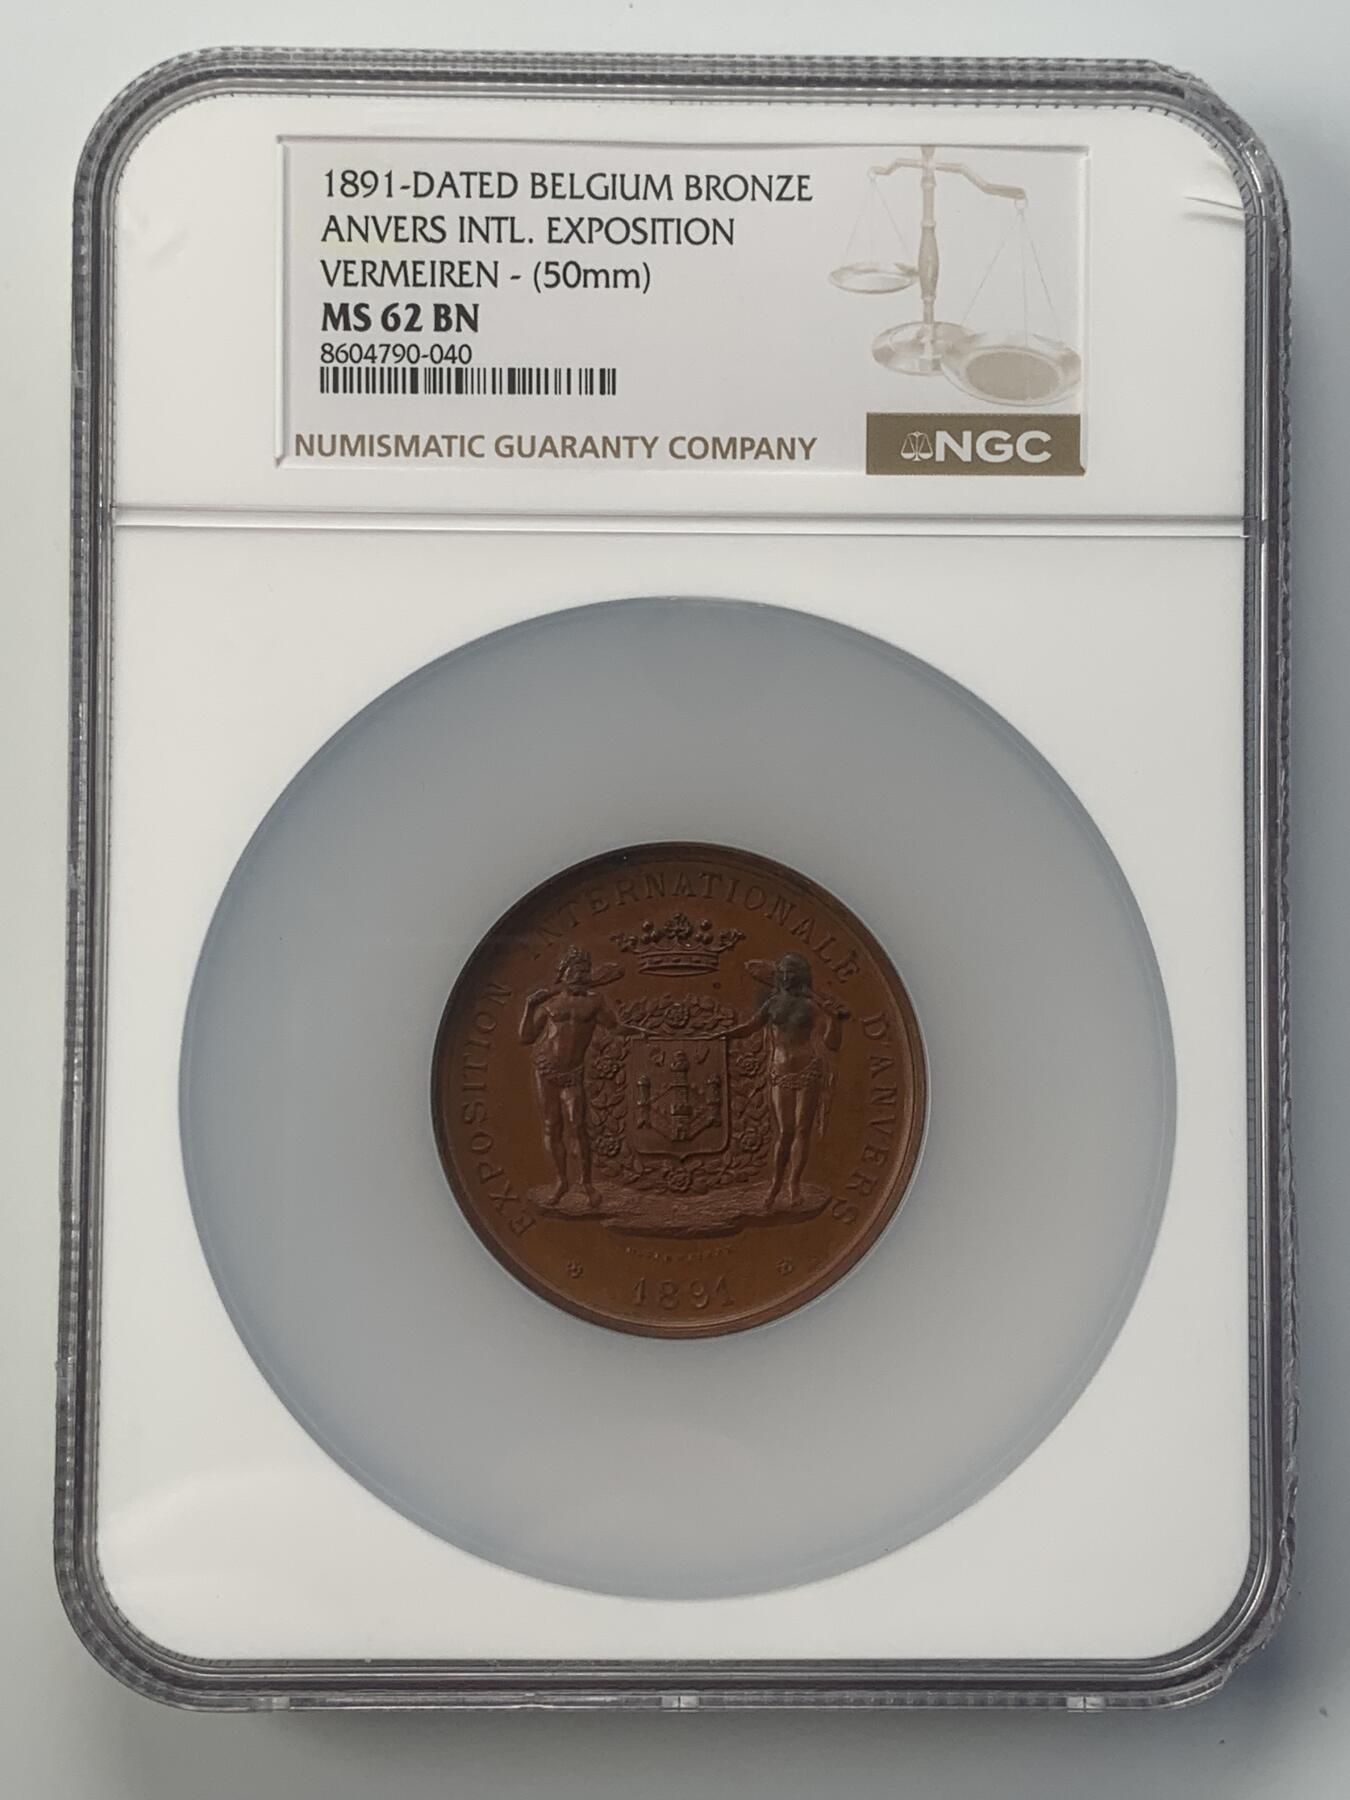 1891-DATED BELGIUM BRONZE
ANVERS INTL. EXPOSITION
VERMEIREN - (50mm)
MS 62 BN
8604790-040
NUMISMATIC GUARANTY COMPANY
NGC
EXPOSITION INTERNATIONALE D'ANVERS
1891